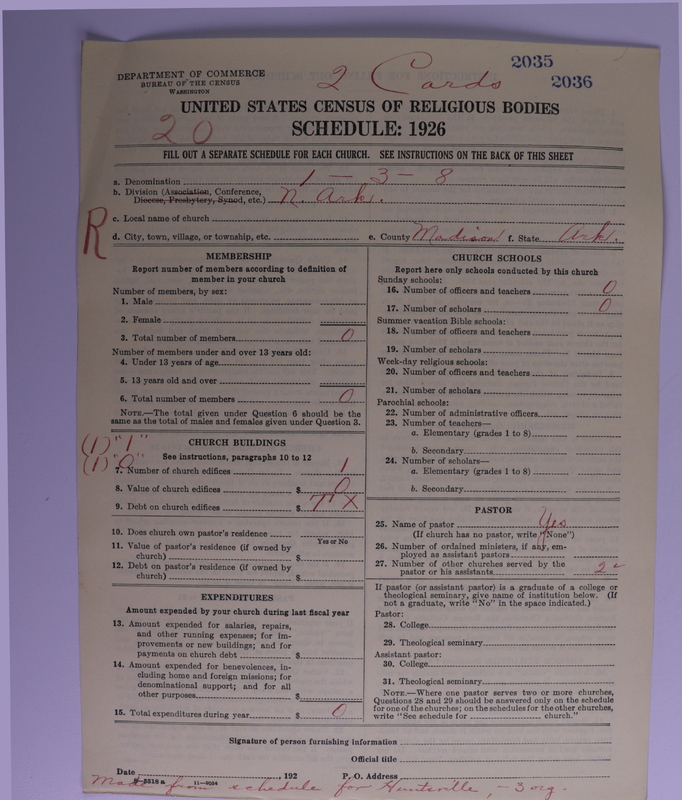 2035
2036
2 Cards
DEPARTMENT OF COMMERCE
BUREAU OF THE CENSUS
WASHINGTON
UNITED STATES CENSUS OF RELIGIOUS BODIES
20
SCHEDULE: 1926
FILL OUT A SEPARATE SCHEDULE FOR EACH CHURCH. SEE INSTRUCTIONS ON THE BACK OF THIS SHEET
a. Denomination 1 — 3 — 8
b. Division (Association, Conference, Diocese, Presbytery, Synod, etc.) N. Ark.
c. Local name of church
R
d. City, town, village, or township, etc. e. County Madison f. State Ark.
MEMBERSHIP
Report number of members according to definition of
member in your church
Number of members, by sex:
1. Male
2. Female
3. Total number of members 0
Number of members under and over 13 years old:
4. Under 13 years of age
5. 13 years old and over
6. Total number of members 0
NOTE.—The total given under Question 6 should be the
same as the total of males and females given under Question 3.
CHURCH BUILDINGS
(1) "1"
See instructions, paragraphs 10 to 12
(1) "0"
7. Number of church edifices 1
8. Value of church edifices $ 0
9. Debt on church edifices $ X
10. Does church own pastor's residence
Yes or No
11. Value of pastor's residence (if owned by
church) $
12. Debt on pastor's residence (if owned by
church) $
EXPENDITURES
Amount expended by your church during last fiscal year
13. Amount expended for salaries, repairs,
and other running expenses; for im-
provements or new buildings; and for
payments on church debt $
14. Amount expended for benevolences, in-
cluding home and foreign missions; for
denominational support; and for all
other purposes $
15. Total expenditures during year $ 0
CHURCH SCHOOLS
Report here only schools conducted by this church
Sunday schools:
16. Number of officers and teachers 0
17. Number of scholars 0
Summer vacation Bible schools:
18. Number of officers and teachers
19. Number of scholars
Week-day religious schools:
20. Number of officers and teachers
21. Number of scholars
Parochial schools:
22. Number of administrative officers
23. Number of teachers—
a. Elementary (grades 1 to 8)
b. Secondary
24. Number of scholars—
a. Elementary (grades 1 to 8)
b. Secondary
PASTOR
25. Name of pastor Yes
(If church has no pastor, write "None")
26. Number of ordained ministers, if any, em-
ployed as assistant pastors
27. Number of other churches served by the
pastor or his assistants 2
If pastor (or assistant pastor) is a graduate of a college or
theological seminary, give name of institution below. (If
not a graduate, write "No" in the space indicated.)
Pastor:
28. College
29. Theological seminary
Assistant pastor:
30. College
31. Theological seminary
NOTE.—Where one pastor serves two or more churches,
Questions 28 and 29 should be answered only on the schedule
for one of the churches; on the schedules for the other churches,
write "See schedule for church."
Signature of person furnishing information
Official title
Date , 192 P. O. Address
11—9034
Made from schedule for Huntsville, — 3 org.